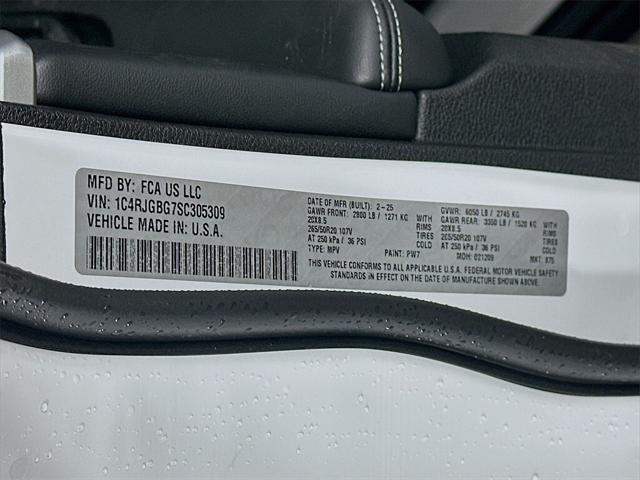 MFD BY: FCA US LLC
VIN: 1C4RJGBG7SC305309
VEHICLE MADE IN: U.S.A.
DATE OF MFR (BUILT): 2-25 GVWR: 6050 LB / 2745 KG
GAWR FRONT: 2800 LB / 1271 KG WITH GAWR REAR: 3350 LB / 1520 KG WITH
20X8.5 RIMS 20X8.5 RIMS
265/50R20 107V TIRES 265/50R20 107V TIRES
AT 250 kPa / 36 PSI COLD AT 250 kPa / 36 PSI COLD
TYPE: MPV PAINT: PW7 MDH: 021209 MKT: 875
THIS VEHICLE CONFORMS TO ALL APPLICABLE U.S.A. FEDERAL MOTOR VEHICLE SAFETY
STANDARDS IN EFFECT ON THE DATE OF MANUFACTURE SHOWN ABOVE.